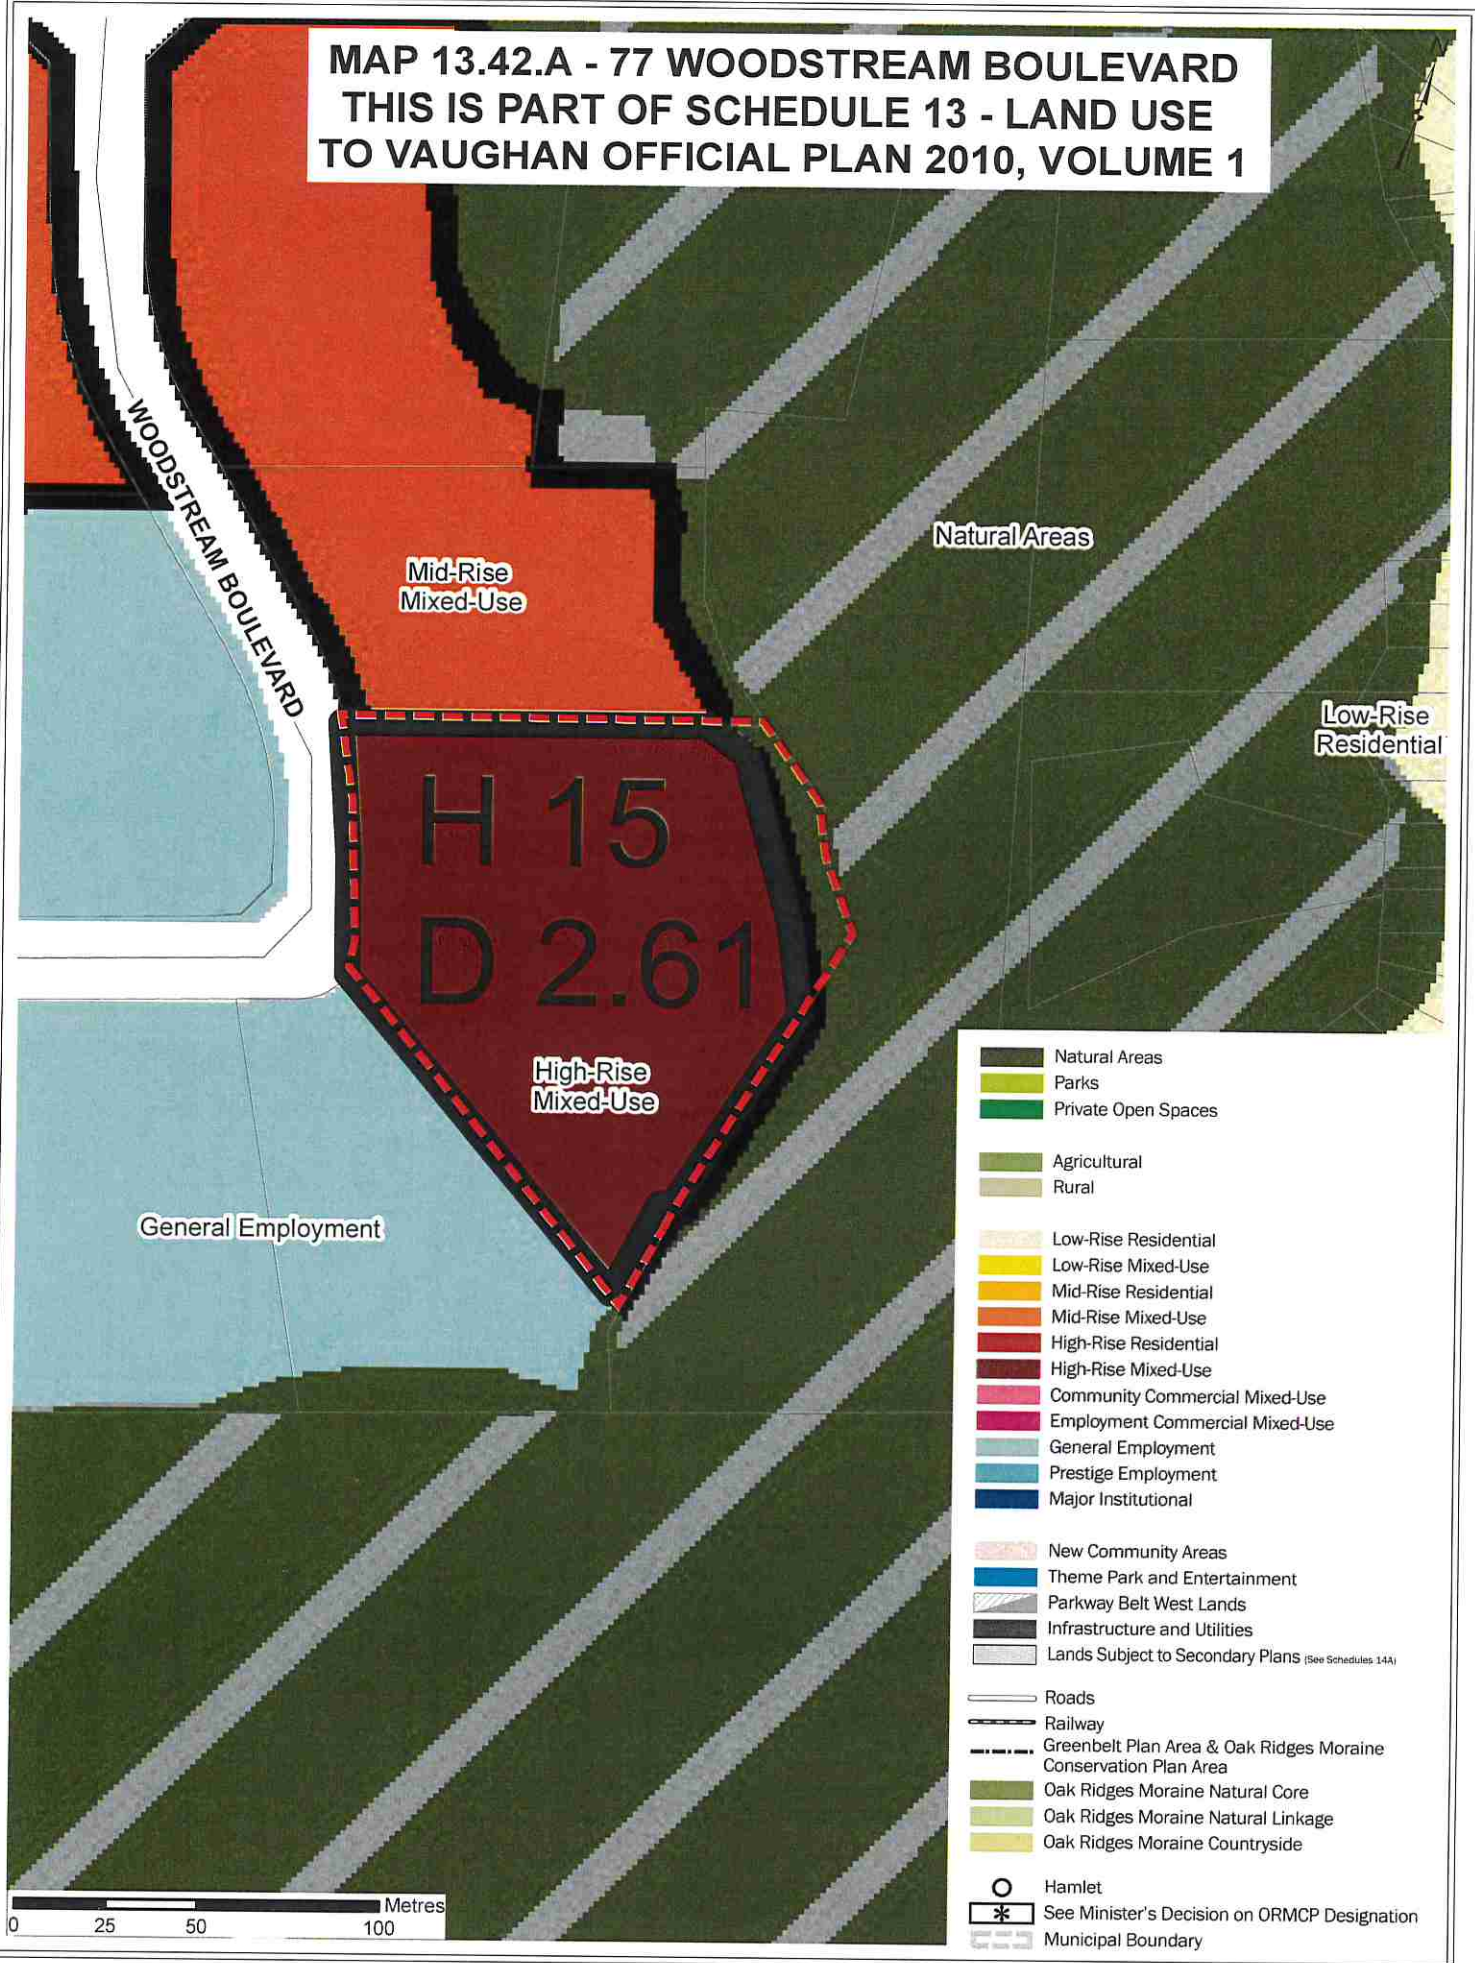 MAP 13.42.A - 77 WOODSTREAM BOULEVARD
THIS IS PART OF SCHEDULE 13 - LAND USE
TO VAUGHAN OFFICIAL PLAN 2010, VOLUME 1
N
WOODSTREAM BOULEVARD
Mid-Rise
Mixed-Use
Natural Areas
Low-Rise
Residential
H 15
D 2.61
High-Rise
Mixed-Use
General Employment
Natural Areas
Parks
Private Open Spaces
Agricultural
Rural
Low-Rise Residential
Low-Rise Mixed-Use
Mid-Rise Residential
Mid-Rise Mixed-Use
High-Rise Residential
High-Rise Mixed-Use
Community Commercial Mixed-Use
Employment Commercial Mixed-Use
General Employment
Prestige Employment
Major Institutional
New Community Areas
Theme Park and Entertainment
Parkway Belt West Lands
Infrastructure and Utilities
Lands Subject to Secondary Plans (See Schedules 14A)
Roads
Railway
Greenbelt Plan Area & Oak Ridges Moraine
Conservation Plan Area
Oak Ridges Moraine Natural Core
Oak Ridges Moraine Natural Linkage
Oak Ridges Moraine Countryside
Hamlet
See Minister's Decision on ORMCP Designation
Municipal Boundary
Metres
0 25 50 100